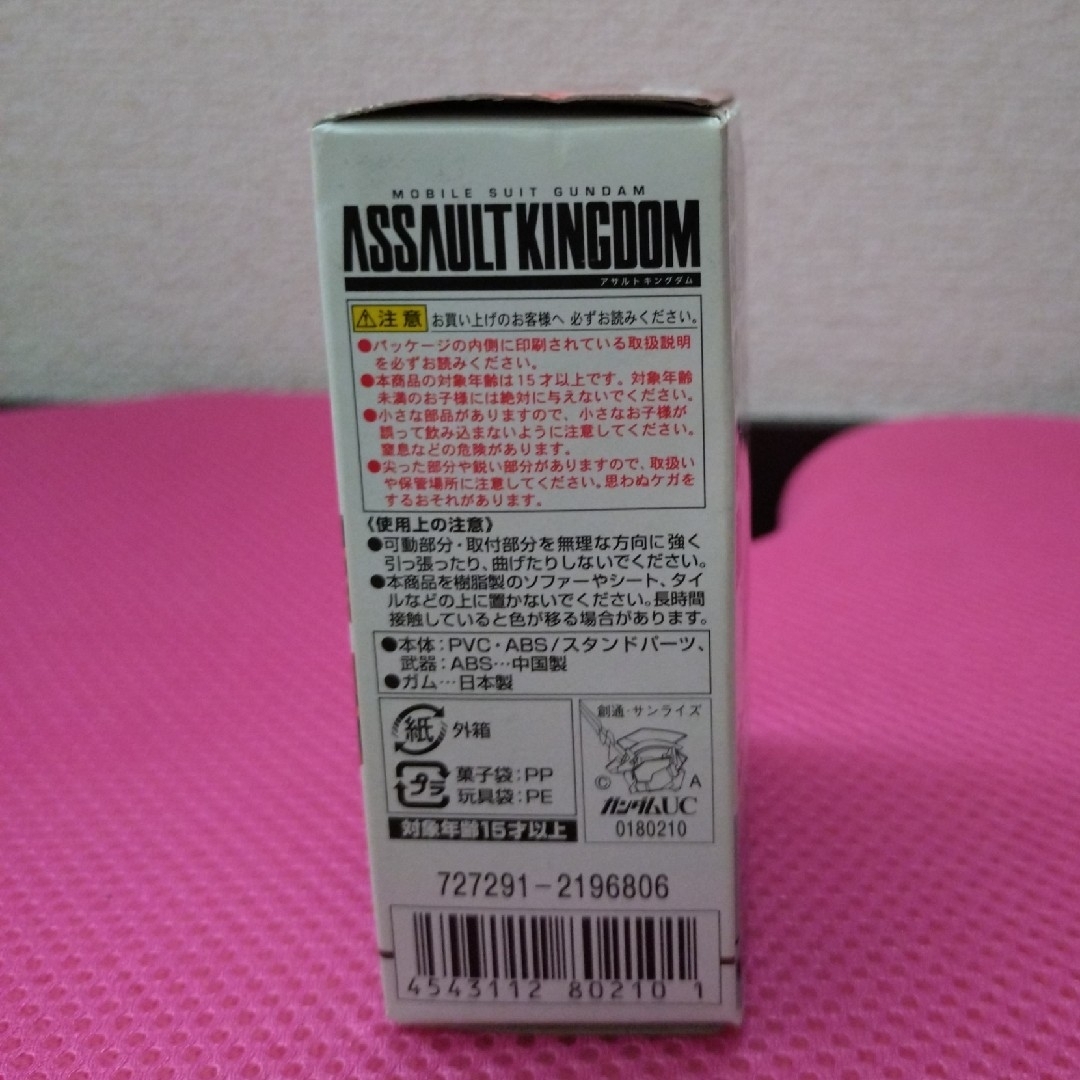 MOBILE SUIT GUNDAM
ASSAULT KINGDOM
アサルト キングダム
注意 お買い上げのお客様へ 必ずお読みください。
●パッケージの内側に印刷されている取扱説明
を必ずお読みください。
●本商品の対象年齢は15才以上です。対象年齢
未満のお子様には絶対に与えないでください。
●小さな部品がありますので、小さなお子様が
誤って飲み込まないように注意してください。
窒息などの危険があります。
●尖った部分や鋭い部分がありますので、取扱い
や保管場所に注意してください。思わぬケガを
するおそれがあります。
《使用上の注意》
●可動部分・取付部分を無理な方向に強く
引っ張ったり、曲げたりしないでください。
●本商品を樹脂製のソファーやシート、タイ
ルなどの上に置かないでください。長時間
接触していると色が移る場合があります。
●本体:PVC・ABS/スタンドパーツ、
武器:ABS…中国製
●ガム…日本製
紙 外箱
プラ 菓子袋:PP
玩具袋:PE
対象年齢15才以上
創通・サンライズ
© A
ガンダムUC
0180210
727291-2196806
4543112 80210 1